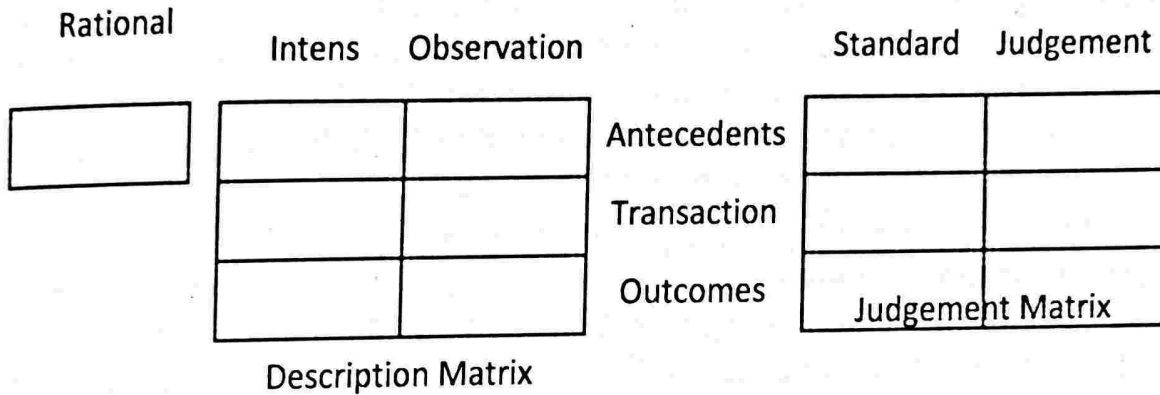 Rational
Intens Observation Standard Judgement
Antecedents
Transaction
Outcomes
Judgement Matrix
Description Matrix